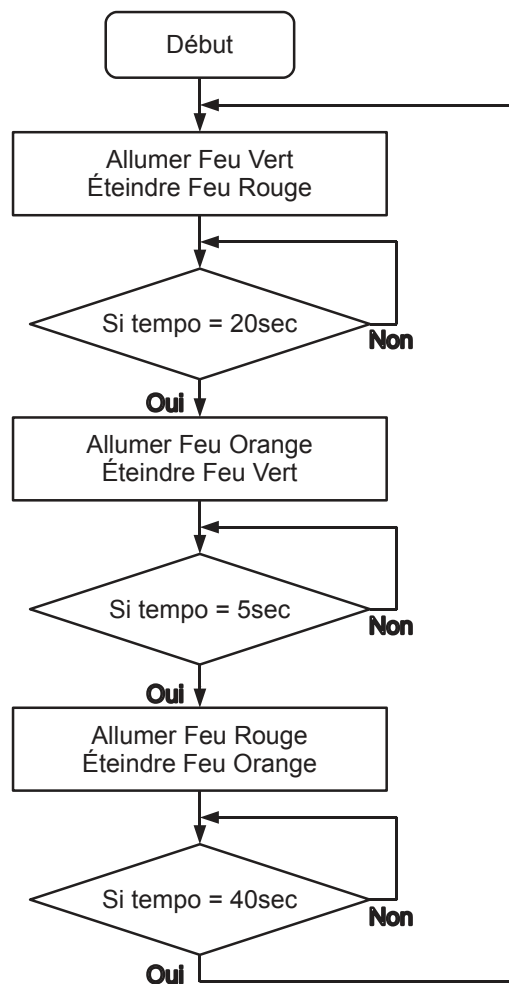 Début
Allumer Feu Vert
Éteindre Feu Rouge
Si tempo = 20sec
Non
Oui
Allumer Feu Orange
Éteindre Feu Vert
Si tempo = 5sec
Non
Oui
Allumer Feu Rouge
Éteindre Feu Orange
Si tempo = 40sec
Non
Oui